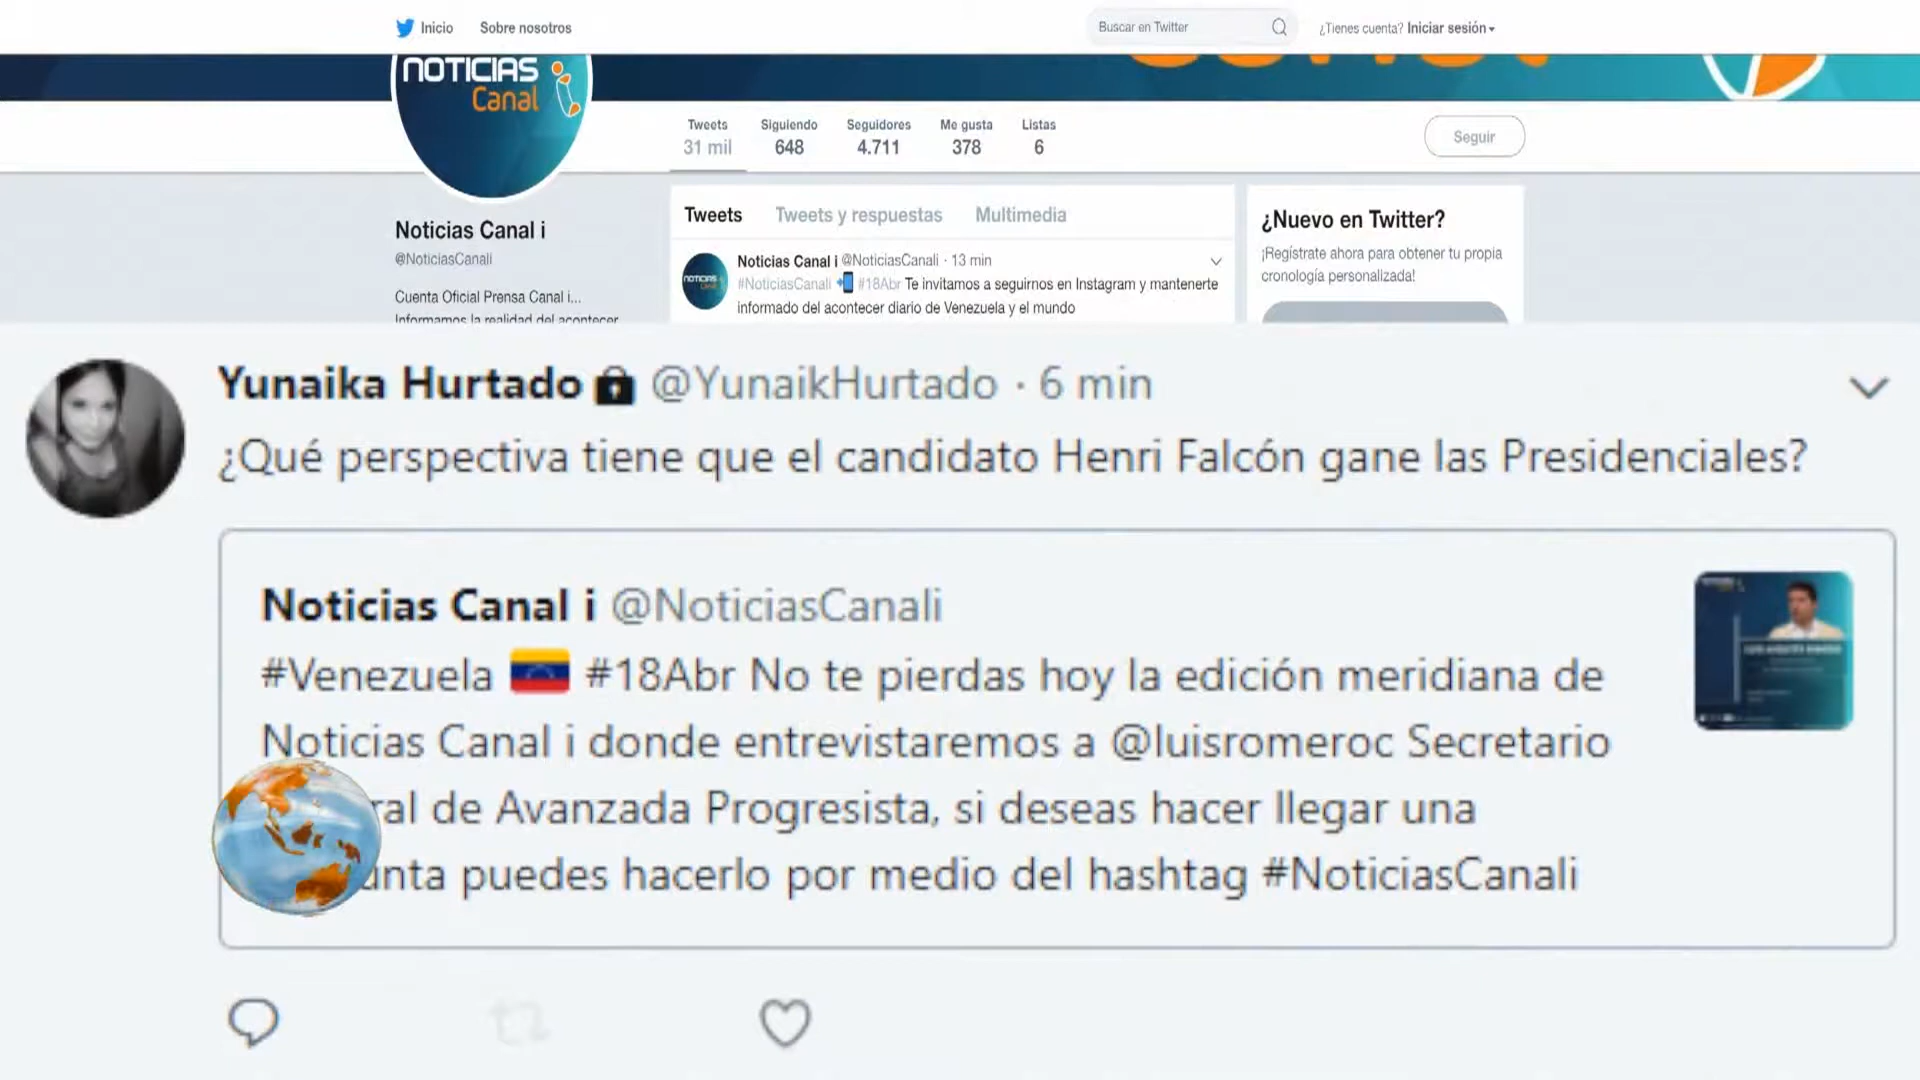 Inicio Sobre nosotros Buscar en Twitter ¿Tienes cuenta? Iniciar sesión
NOTICIAS
Canal
Tweets Siguiendo Seguidores Me gusta Listas
31 mil 648 4.711 378 6
Seguir
Noticias Canal i
@NoticiasCanali
Cuenta Oficial Prensa Canal i...
Informamos la realidad del acontecer
Tweets Tweets y respuestas Multimedia
Noticias Canal i @NoticiasCanali · 13 min
#NoticiasCanali #18Abr Te invitamos a seguirnos en Instagram y mantenerte
informado del acontecer diario de Venezuela y el mundo
¿Nuevo en Twitter?
¡Regístrate ahora para obtener tu propia
cronología personalizada!
Yunaika Hurtado @YunaikHurtado · 6 min
¿Qué perspectiva tiene que el candidato Henri Falcón gane las Presidenciales?
Noticias Canal i @NoticiasCanali
#Venezuela #18Abr No te pierdas hoy la edición meridiana de
Noticias Canal i donde entrevistaremos a @luisromeroc Secretario
ral de Avanzada Progresista, si deseas hacer llegar una
unta puedes hacerlo por medio del hashtag #NoticiasCanali